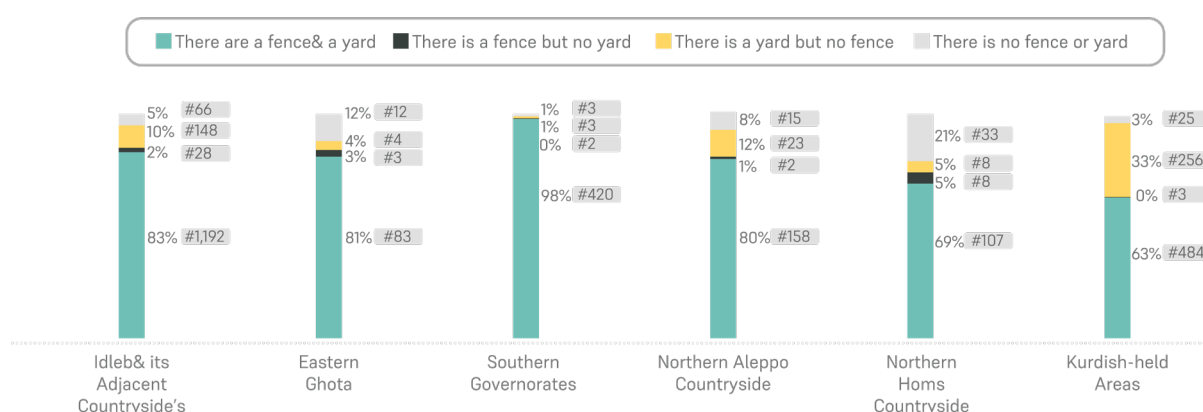 There are a fence& a yard There is a fence but no yard There is a yard but no fence There is no fence or yard
5% #66
10% #148
2% #28
83% #1,192
12% #12
4% #4
3% #3
81% #83
1% #3
1% #3
0% #2
98% #420
8% #15
12% #23
1% #2
80% #158
21% #33
5% #8
5% #8
69% #107
3% #25
33% #256
0% #3
63% #484
Idleb& its
Adjacent
Countryside's
Eastern
Ghota
Southern
Governorates
Northern Aleppo
Countryside
Northern
Homs
Countryside
Kurdish-held
Areas